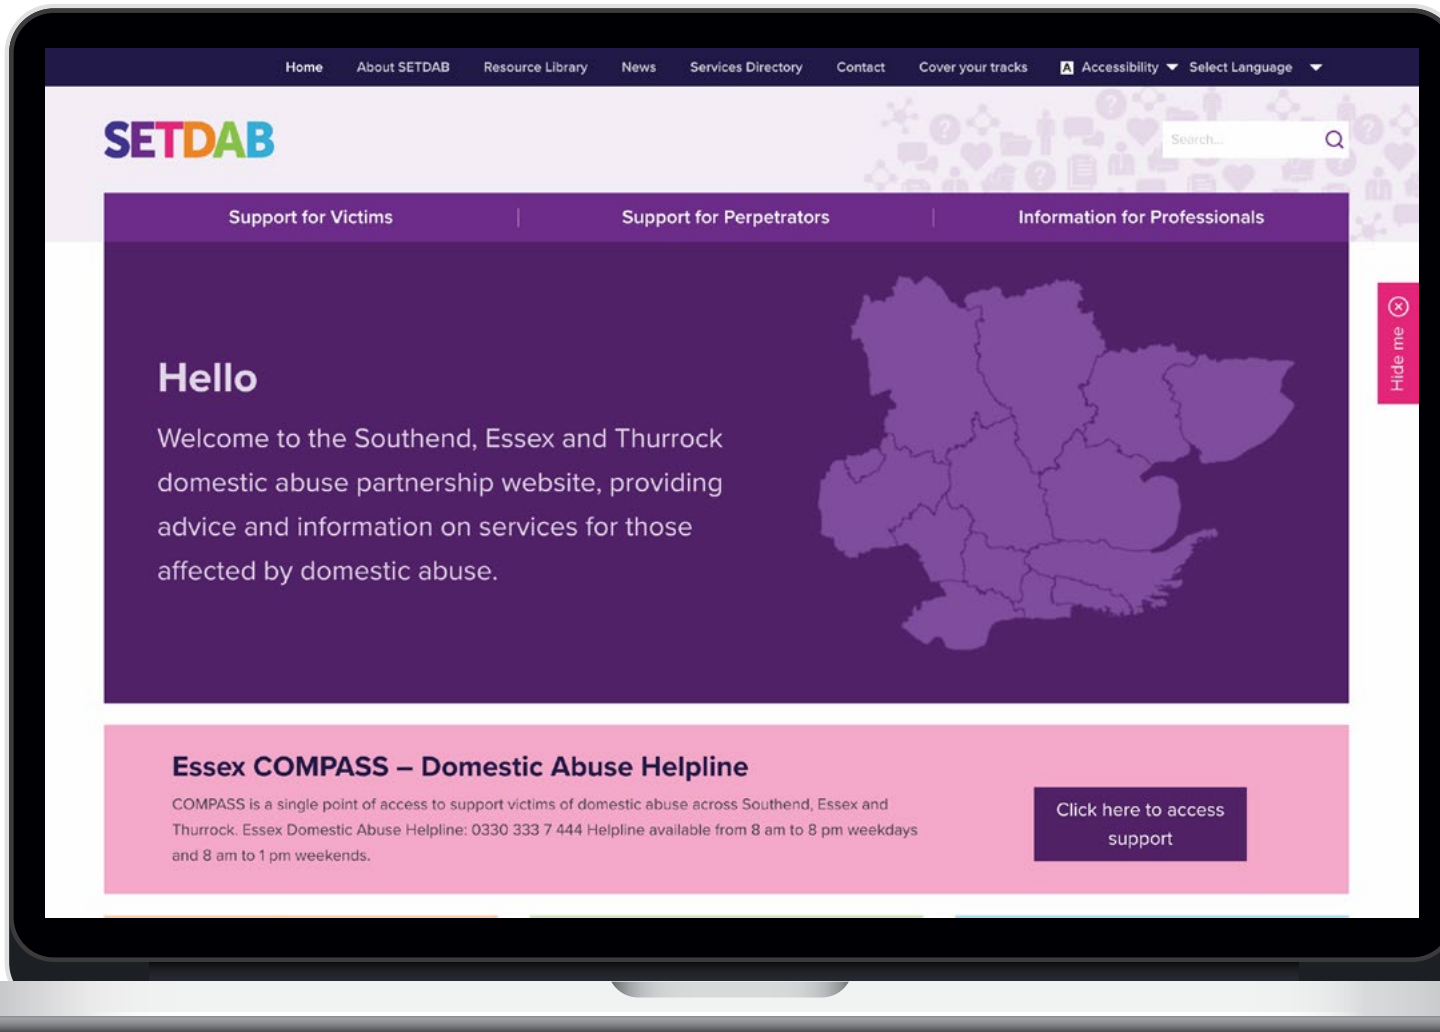 Home About SETDAB Resource Library News Services Directory Contact Cover your tracks A Accessibility Select Language
SETDAB
Search...
Support for Victims Support for Perpetrators Information for Professionals
Hide me
Hello
Welcome to the Southend, Essex and Thurrock
domestic abuse partnership website, providing
advice and information on services for those
affected by domestic abuse.
Essex COMPASS – Domestic Abuse Helpline
COMPASS is a single point of access to support victims of domestic abuse across Southend, Essex and
Thurrock. Essex Domestic Abuse Helpline: 0330 333 7 444 Helpline available from 8 am to 8 pm weekdays
and 8 am to 1 pm weekends.
Click here to access
support